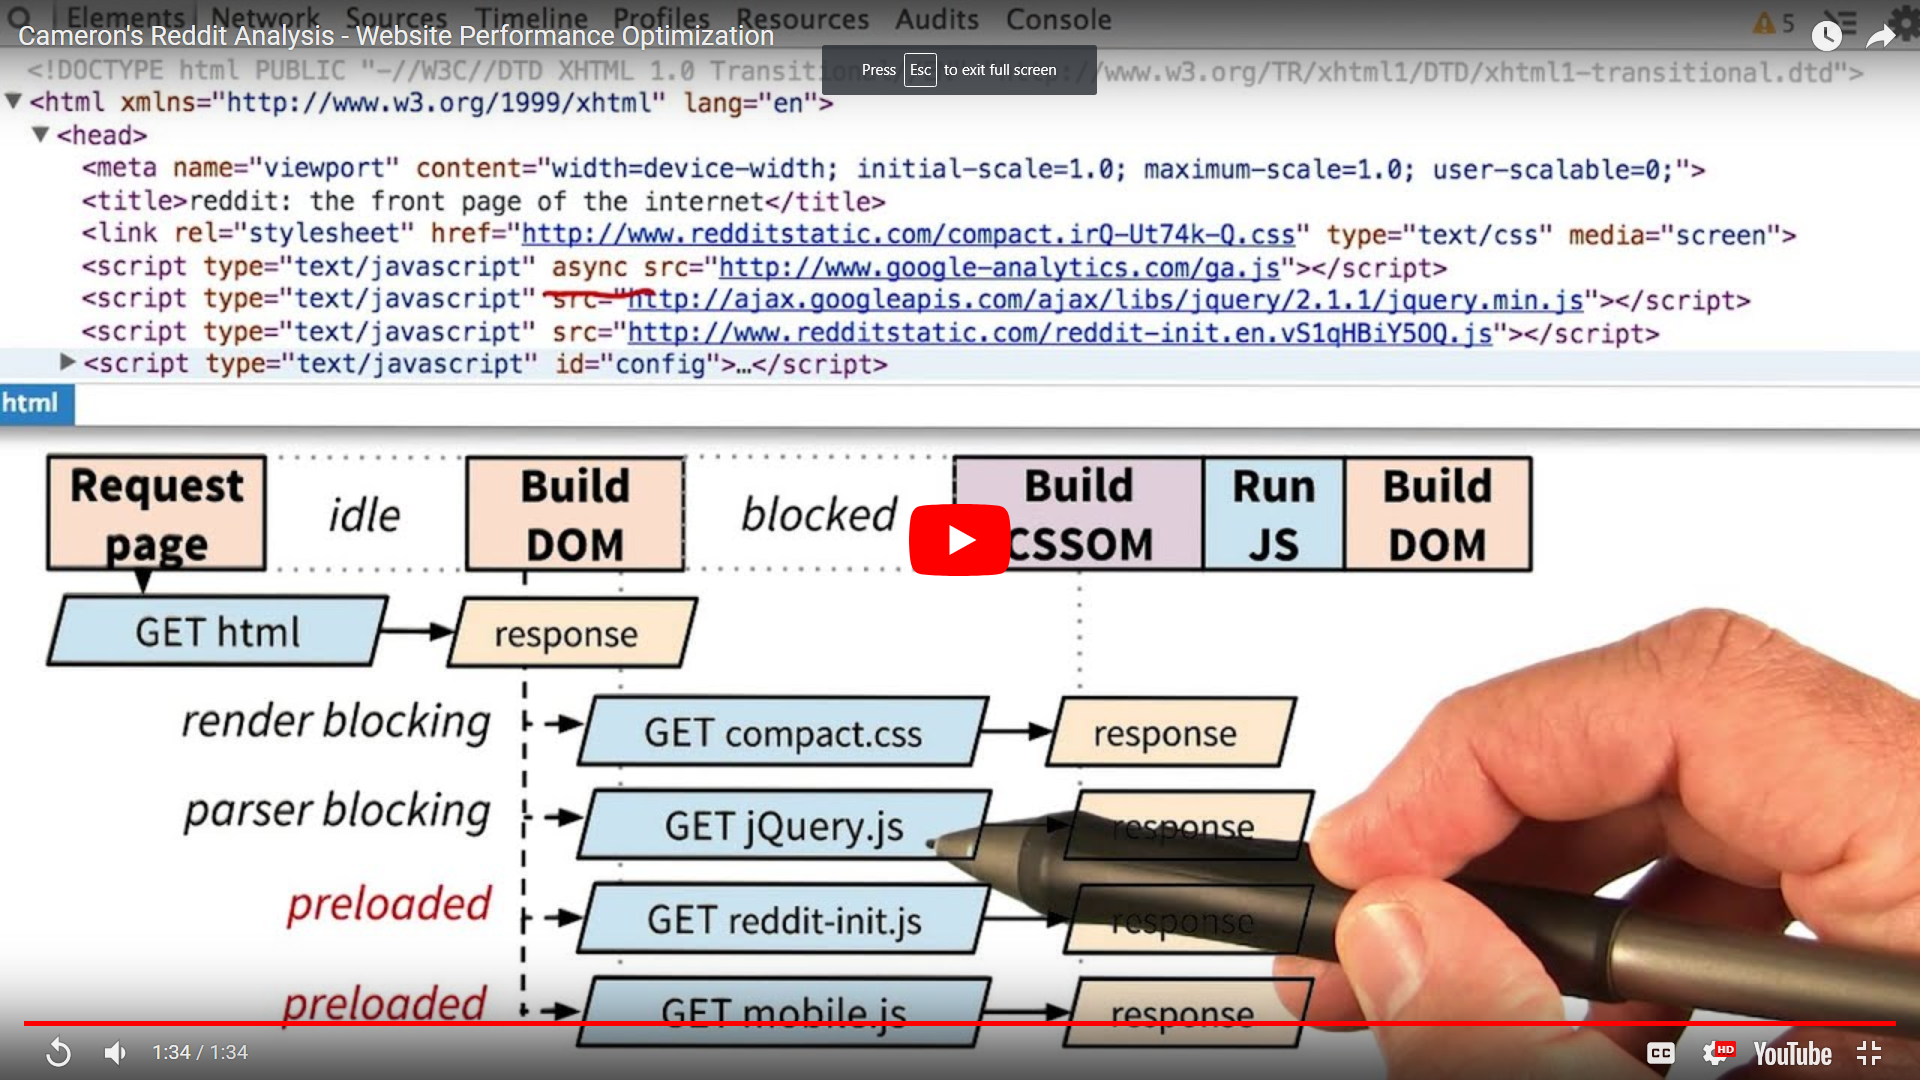 Elements Network Sources Timeline Profiles Resources Audits Console
5
Cameron's Reddit Analysis - Website Performance Optimization
Press Esc to exit full screen
<!DOCTYPE html PUBLIC "-//W3C//DTD XHTML 1.0 Transiti //www.w3.org/TR/xhtml1/DTD/xhtml1-transitional.dtd">
<html xmlns="http://www.w3.org/1999/xhtml" lang="en">
<head>
<meta name="viewport" content="width=device-width; initial-scale=1.0; maximum-scale=1.0; user-scalable=0;">
<title>reddit: the front page of the internet</title>
<link rel="stylesheet" href="http://www.redditstatic.com/compact.irQ-Ut74k-Q.css" type="text/css" media="screen">
<script type="text/javascript" async src="http://www.google-analytics.com/ga.js"></script>
<script type="text/javascript" src="http://ajax.googleapis.com/ajax/libs/jquery/2.1.1/jquery.min.js"></script>
<script type="text/javascript" src="http://www.redditstatic.com/reddit-init.en.vS1qHBiY5OQ.js"></script>
<script type="text/javascript" id="config">…</script>
html
Request page
idle
Build DOM
blocked
Build CSSOM
Run JS
Build DOM
GET html
response
render blocking
GET compact.css
response
parser blocking
GET jQuery.js
response
preloaded
GET reddit-init.js
response
preloaded
GET mobile.js
response
1:34 / 1:34
CC
HD
YouTube